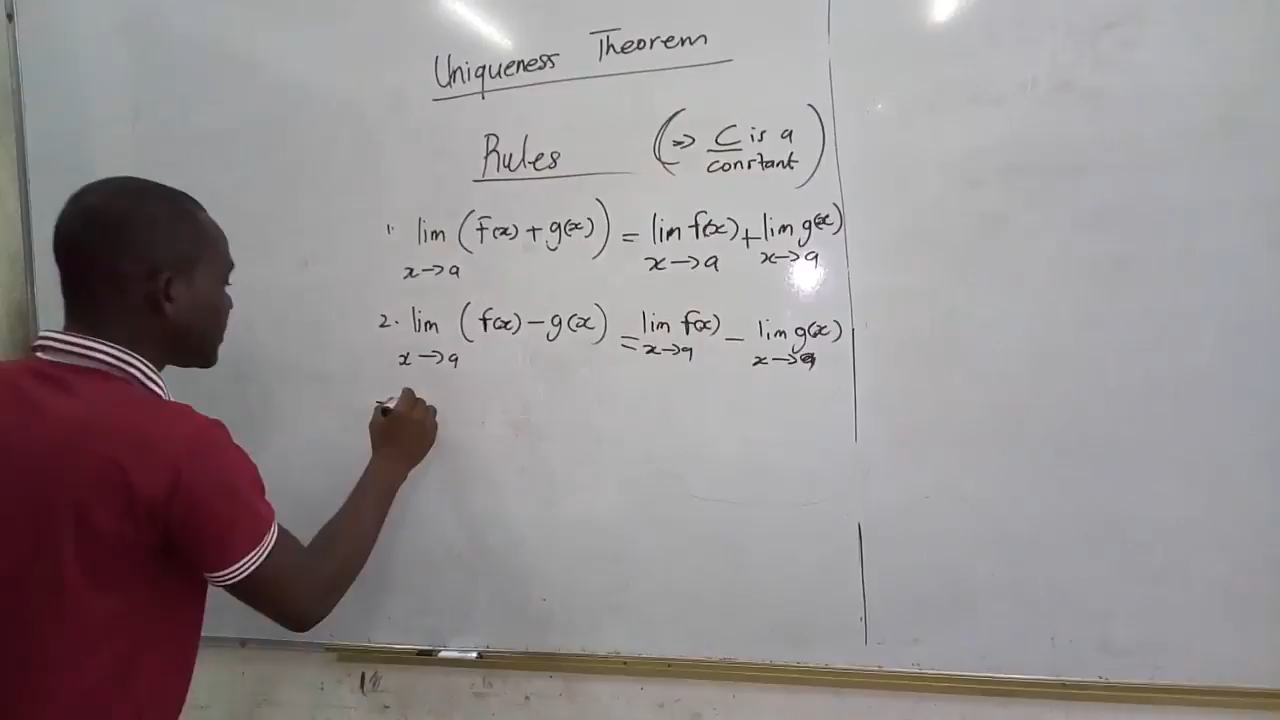 Uniqueness Theorem
Rules (=> C is a
constant)
1. lim (f(x) + g(x)) = lim f(x) + lim g(x)
x→a x→a x→a
2. lim (f(x) − g(x) = lim f(x) − lim g(x)
x→a x→a x→a